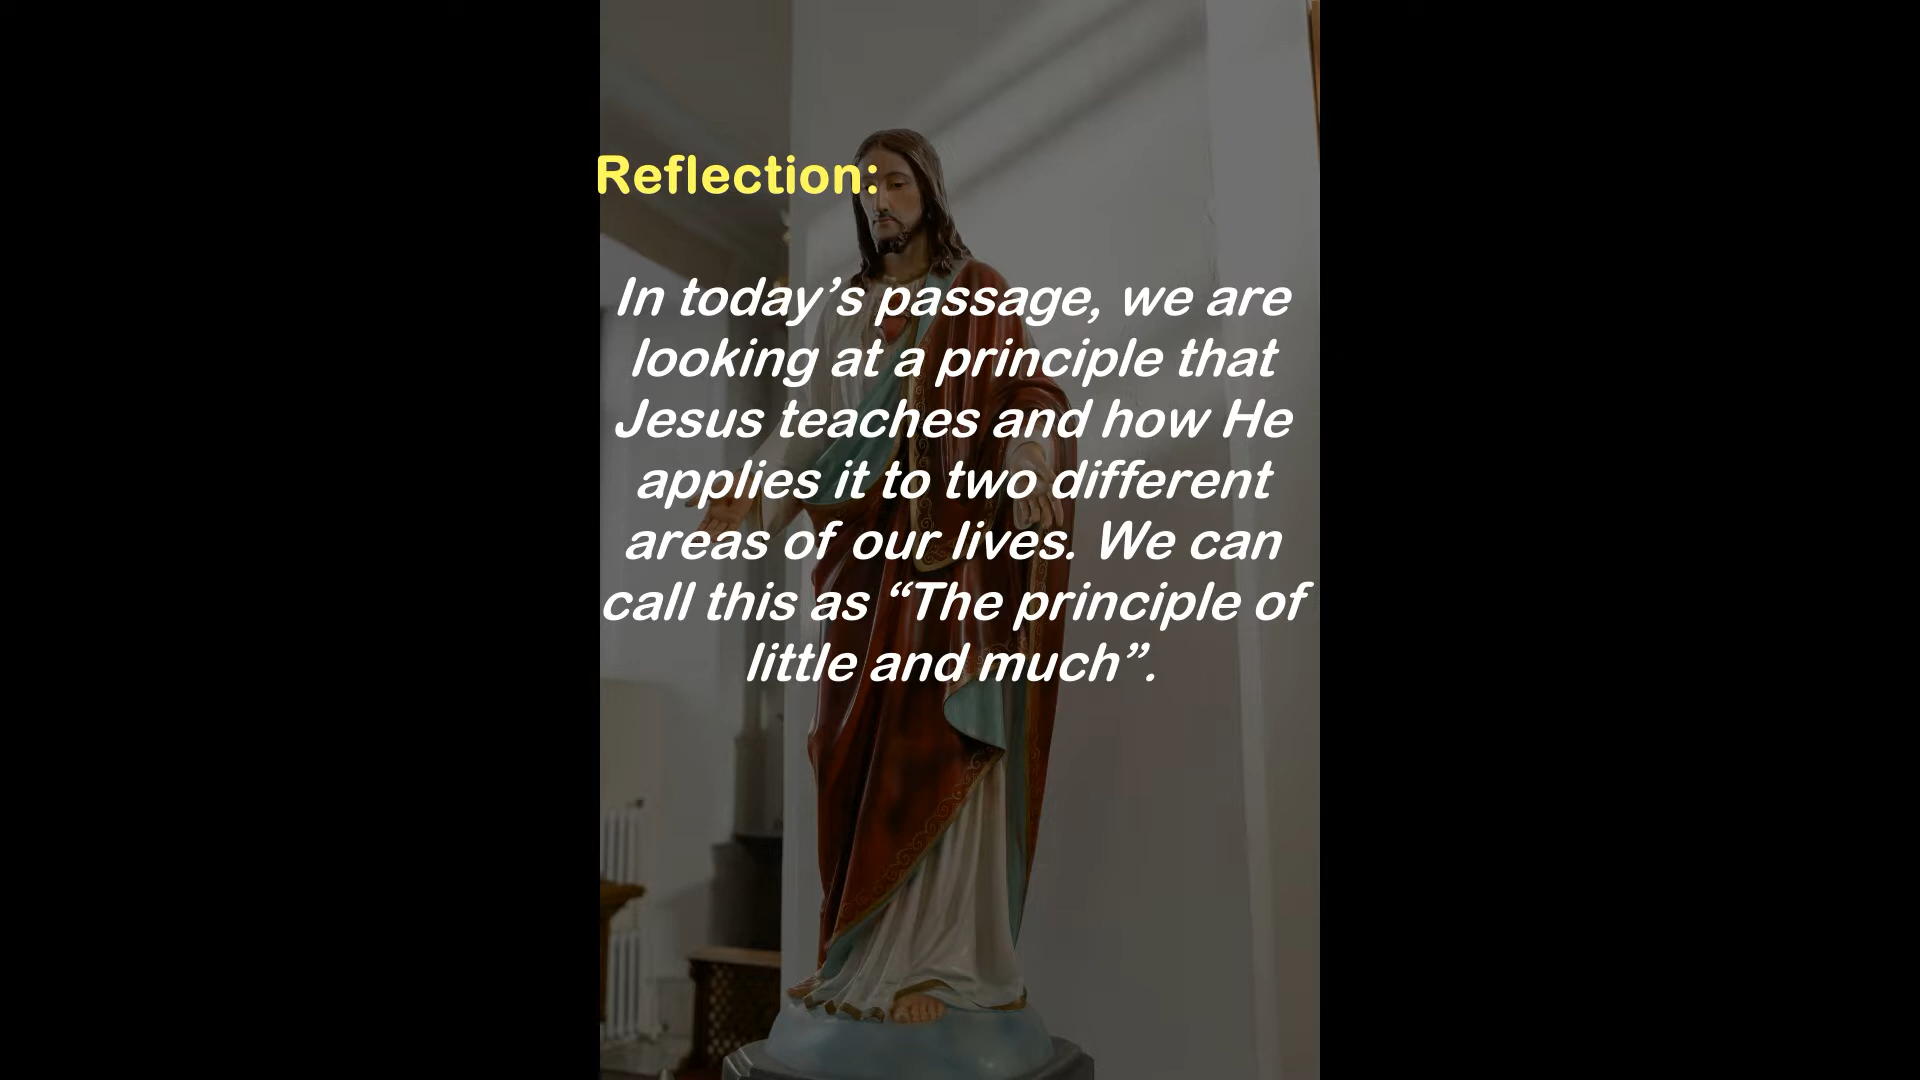 Reflection:
In today’s passage, we are
looking at a principle that
Jesus teaches and how He
applies it to two different
areas of our lives. We can
call this as “The principle of
little and much”.